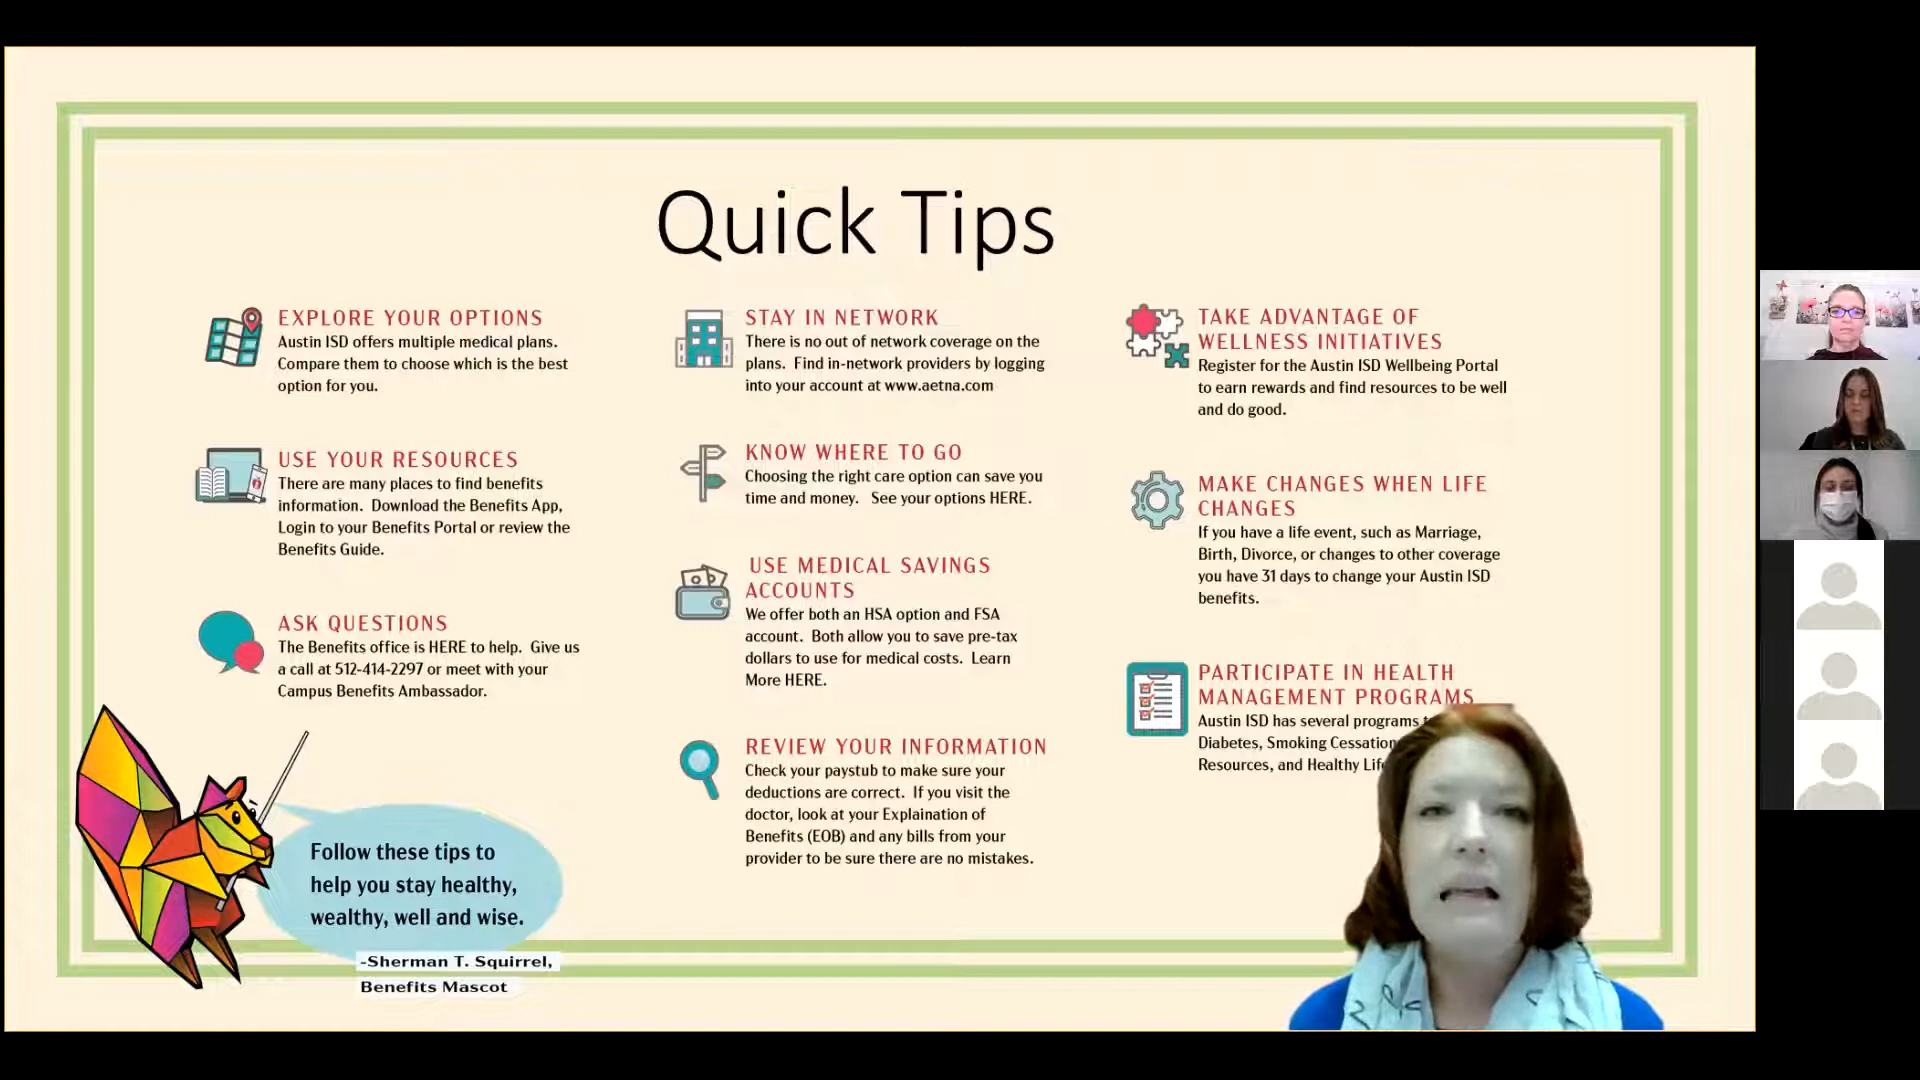 Quick Tips
EXPLORE YOUR OPTIONS
Austin ISD offers multiple medical plans.
Compare them to choose which is the best
option for you.
USE YOUR RESOURCES
There are many places to find benefits
information. Download the Benefits App,
Login to your Benefits Portal or review the
Benefits Guide.
ASK QUESTIONS
The Benefits office is HERE to help. Give us
a call at 512-414-2297 or meet with your
Campus Benefits Ambassador.
Follow these tips to
help you stay healthy,
wealthy, well and wise.
-Sherman T. Squirrel,
Benefits Mascot
STAY IN NETWORK
There is no out of network coverage on the
plans. Find in-network providers by logging
into your account at www.aetna.com
KNOW WHERE TO GO
Choosing the right care option can save you
time and money. See your options HERE.
USE MEDICAL SAVINGS
ACCOUNTS
We offer both an HSA option and FSA
account. Both allow you to save pre-tax
dollars to use for medical costs. Learn
More HERE.
REVIEW YOUR INFORMATION
Check your paystub to make sure your
deductions are correct. If you visit the
doctor, look at your Explaination of
Benefits (EOB) and any bills from your
provider to be sure there are no mistakes.
TAKE ADVANTAGE OF
WELLNESS INITIATIVES
Register for the Austin ISD Wellbeing Portal
to earn rewards and find resources to be well
and do good.
MAKE CHANGES WHEN LIFE
CHANGES
If you have a life event, such as Marriage,
Birth, Divorce, or changes to other coverage
you have 31 days to change your Austin ISD
benefits.
PARTICIPATE IN HEALTH
MANAGEMENT PROGRAMS
Austin ISD has several programs
Diabetes, Smoking Cessation
Resources, and Healthy